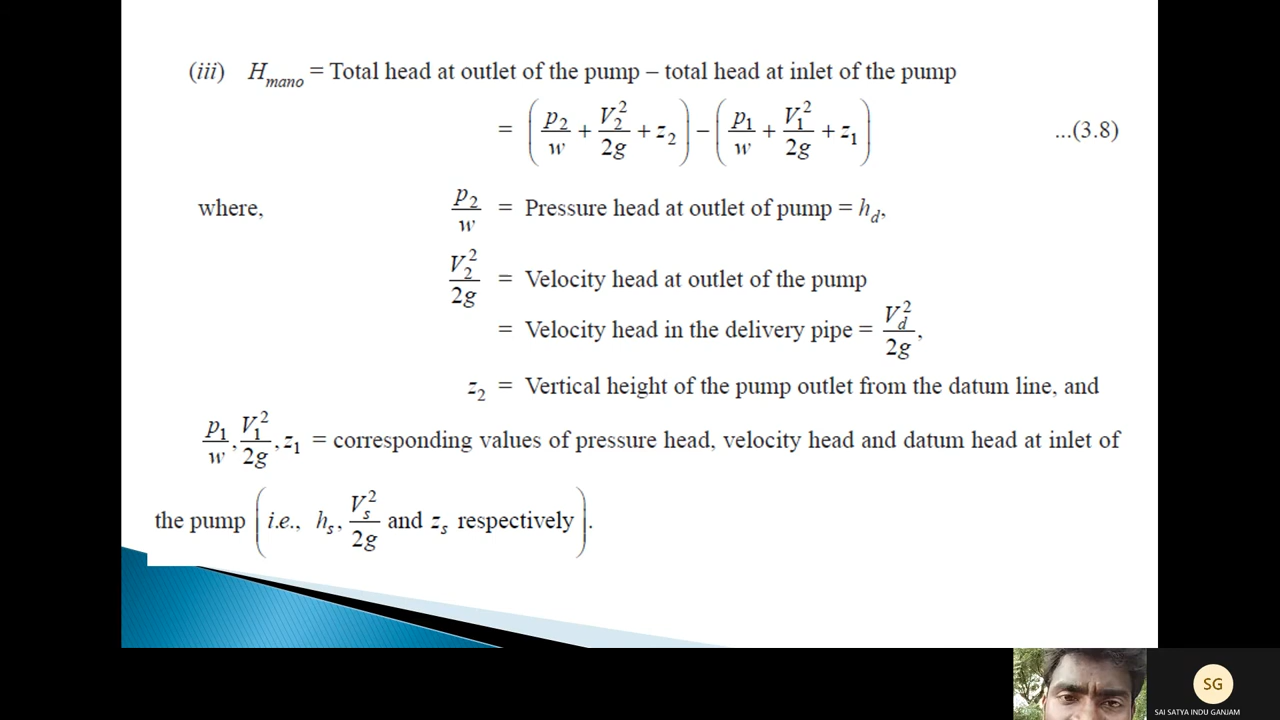 (iii) H_mano = Total head at outlet of the pump – total head at inlet of the pump
= (p₂/w + V₂²/2g + z₂) – (p₁/w + V₁²/2g + z₁) ...(3.8)
where, p₂/w = Pressure head at outlet of pump = h_d,
V₂²/2g = Velocity head at outlet of the pump
= Velocity head in the delivery pipe = V_d²/2g,
z₂ = Vertical height of the pump outlet from the datum line, and
p₁/w, V₁²/2g, z₁ = corresponding values of pressure head, velocity head and datum head at inlet of
the pump (i.e., h_s, V_s²/2g and z_s respectively).
SG
SAI SATYA INDU GANJAM